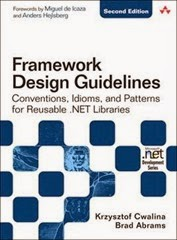 Forewords by Miguel de Icaza
and Anders Hejlsberg
Second Edition
Framework
Design Guidelines
Conventions, Idioms, and Patterns
for Reusable .NET Libraries
Microsoft
.net
Development
Series
Krzysztof Cwalina
Brad Abrams